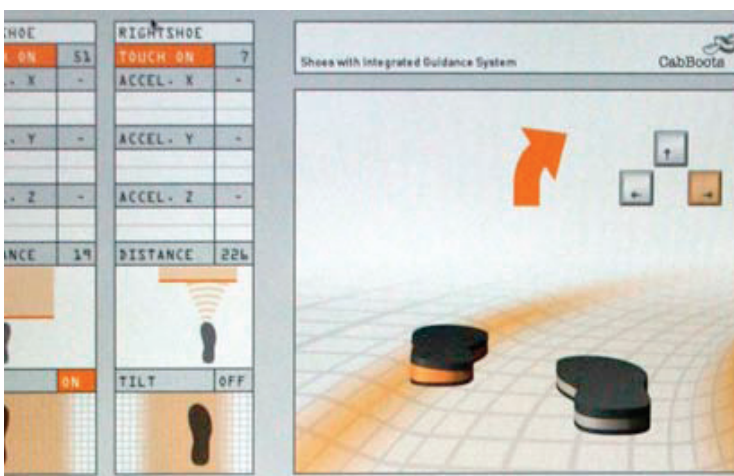 SHOE
ON 51
. X -
. Y -
. Z -
ANCE 19
ON
RIGHTSHOE
TOUCH ON 7
ACCEL. X -
ACCEL. Y -
ACCEL. Z -
DISTANCE 226
TILT OFF
Shoes with Integrated Guidance System
CabBoots
↑
← →